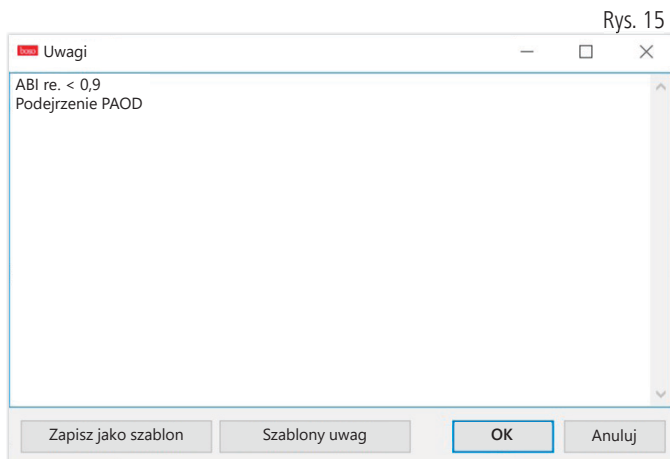 Rys. 15
boso Uwagi
ABI re. < 0,9
Podejrzenie PAOD
Zapisz jako szablon Szablony uwag OK Anuluj